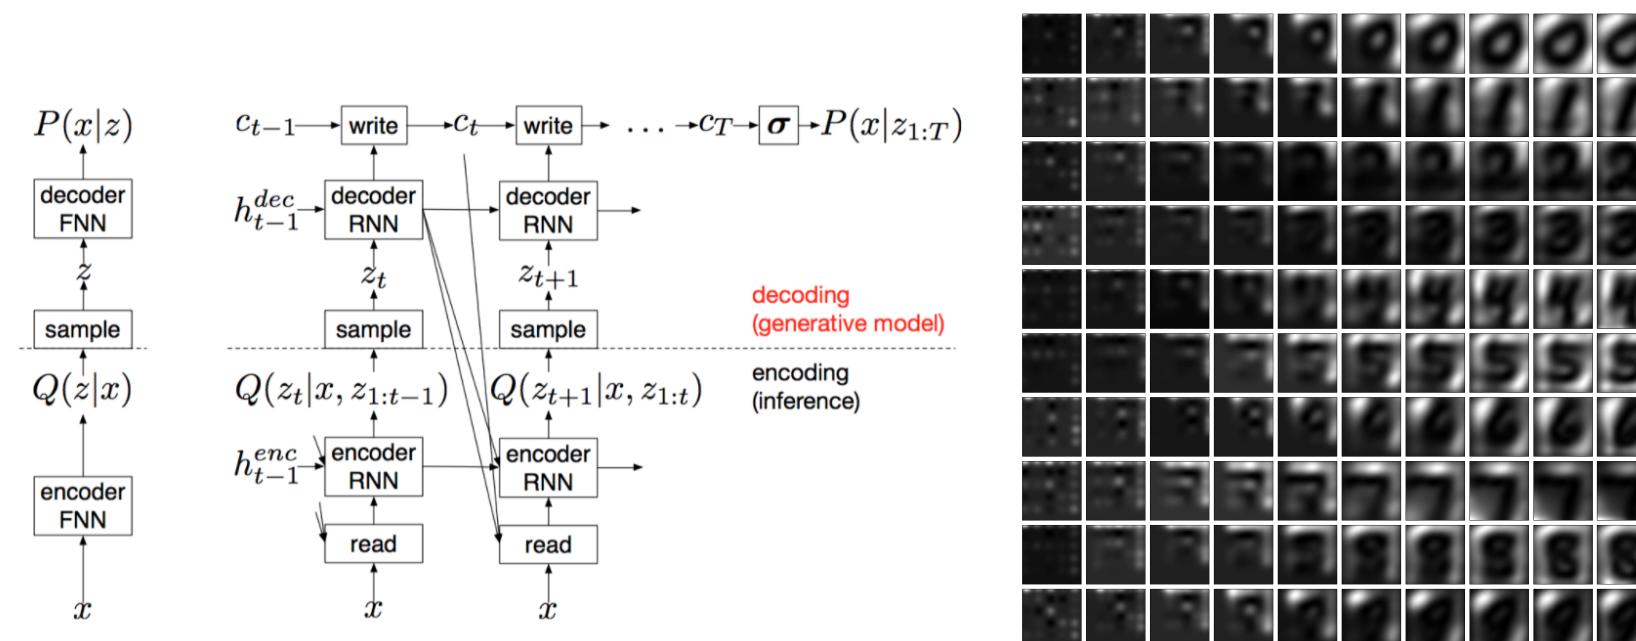 P(x|z)
decoder
FNN
z
sample
Q(z|x)
encoder
FNN
x
c_{t−1} write c_t write ... c_T σ P(x|z_{1:T})
h^{dec}_{t−1}
decoder
RNN
decoder
RNN
z_t z_{t+1}
sample sample
decoding
(generative model)
Q(z_t|x, z_{1:t−1}) Q(z_{t+1}|x, z_{1:t})
encoding
(inference)
h^{enc}_{t−1}
encoder
RNN
encoder
RNN
read read
x x